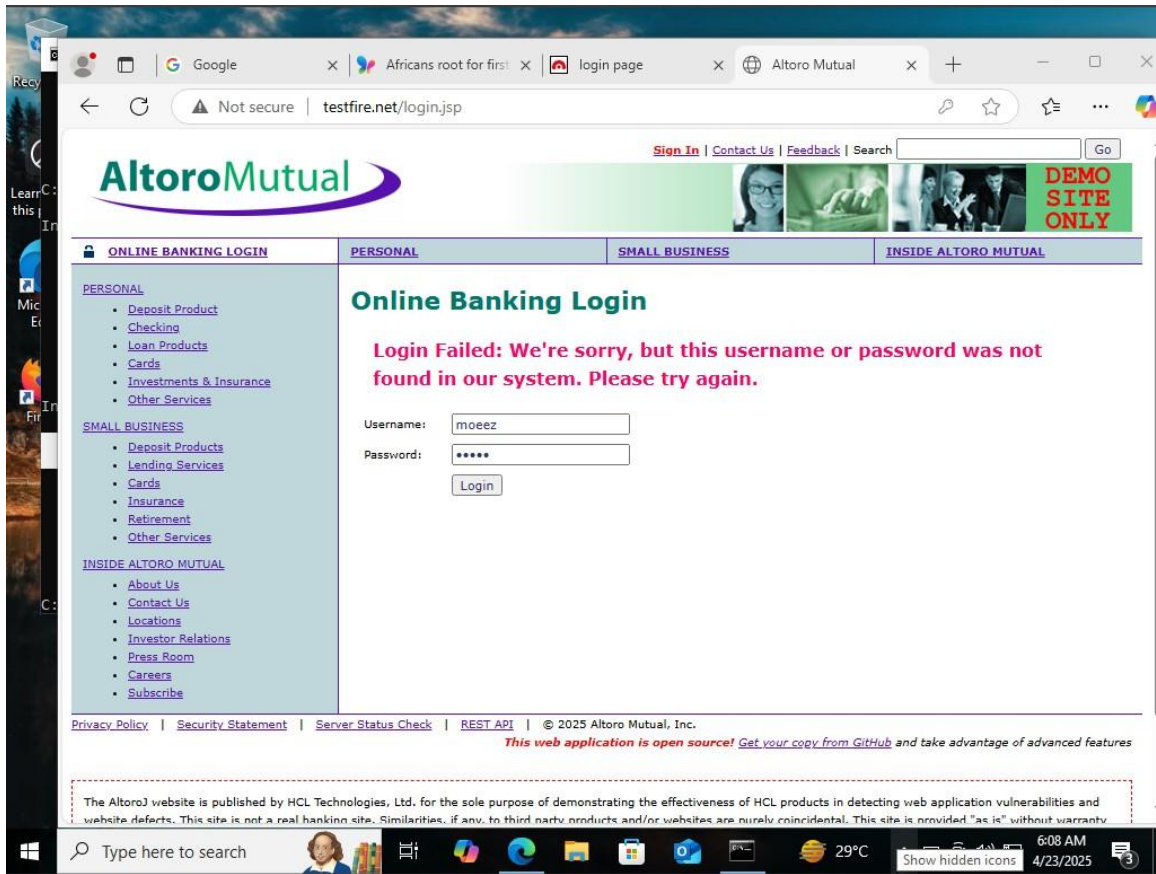 Google
Africans root for first
login page
Altoro Mutual
Not secure | testfire.net/login.jsp
Sign In | Contact Us | Feedback | Search
Go
AltoroMutual
DEMO
SITE
ONLY
ONLINE BANKING LOGIN
PERSONAL
SMALL BUSINESS
INSIDE ALTORO MUTUAL
PERSONAL
Deposit Product
Checking
Loan Products
Cards
Investments & Insurance
Other Services
SMALL BUSINESS
Deposit Products
Lending Services
Cards
Insurance
Retirement
Other Services
INSIDE ALTORO MUTUAL
About Us
Contact Us
Locations
Investor Relations
Press Room
Careers
Subscribe
Online Banking Login
Login Failed: We're sorry, but this username or password was not
found in our system. Please try again.
Username: moeez
Password: •••••
Login
Privacy Policy | Security Statement | Server Status Check | REST API | © 2025 Altoro Mutual, Inc.
This web application is open source! Get your copy from GitHub and take advantage of advanced features
The AltoroJ website is published by HCL Technologies, Ltd. for the sole purpose of demonstrating the effectiveness of HCL products in detecting web application vulnerabilities and
website defects. This site is not a real banking site. Similarities, if any, to third party products and/or websites are purely coincidental. This site is provided "as is" without warranty
Recy
Learn
this
Mic
Fir
C:
In
In
C:
Type here to search
29°C
Show hidden icons
6:08 AM
4/23/2025
3